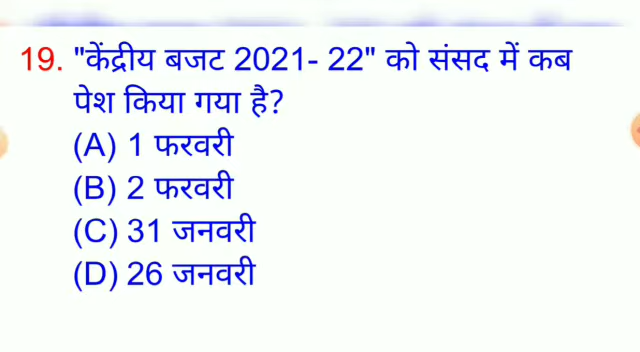 19. "केंद्रीय बजट 2021- 22" को संसद में कब
पेश किया गया है?
(A) 1 फरवरी
(B) 2 फरवरी
(C) 31 जनवरी
(D) 26 जनवरी